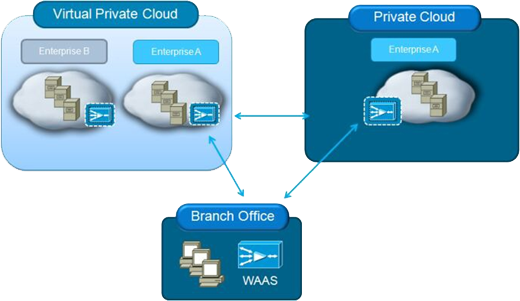 Virtual Private Cloud
Private Cloud
Enterprise B
Enterprise A
Enterprise A
Branch Office
WAAS